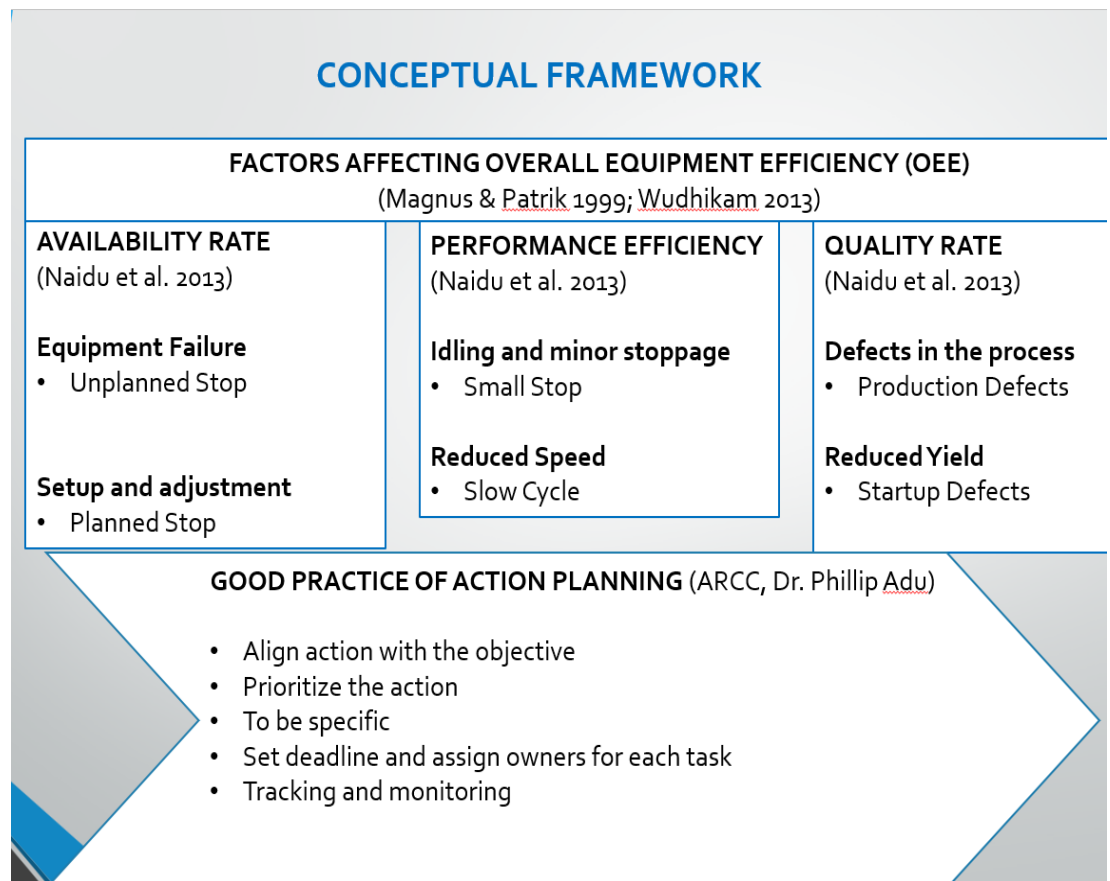 CONCEPTUAL FRAMEWORK
FACTORS AFFECTING OVERALL EQUIPMENT EFFICIENCY (OEE)
(Magnus & Patrik 1999; Wudhikam 2013)
AVAILABILITY RATE
(Naidu et al. 2013)
Equipment Failure
• Unplanned Stop
Setup and adjustment
• Planned Stop
PERFORMANCE EFFICIENCY
(Naidu et al. 2013)
Idling and minor stoppage
• Small Stop
Reduced Speed
• Slow Cycle
QUALITY RATE
(Naidu et al. 2013)
Defects in the process
• Production Defects
Reduced Yield
• Startup Defects
GOOD PRACTICE OF ACTION PLANNING (ARCC, Dr. Phillip Adu)
• Align action with the objective
• Prioritize the action
• To be specific
• Set deadline and assign owners for each task
• Tracking and monitoring